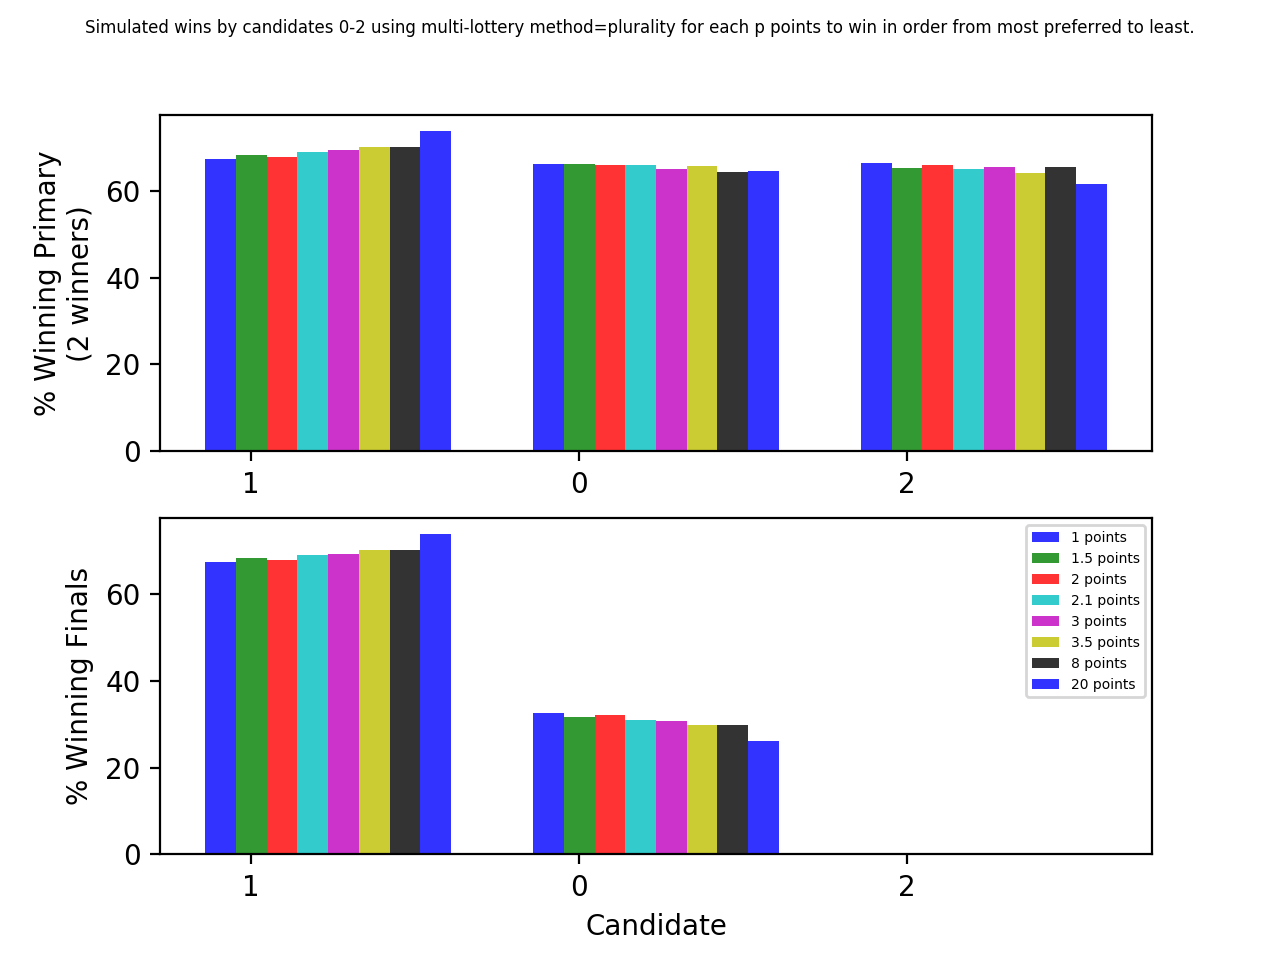 Simulated wins by candidates 0-2 using multi-lottery method=plurality for each p points to win in order from most preferred to least.
% Winning Primary
(2 winners)
60
40
20
0
1
0
2
% Winning Finals
60
40
20
0
1 points
1.5 points
2 points
2.1 points
3 points
3.5 points
8 points
20 points
1
0
2
Candidate